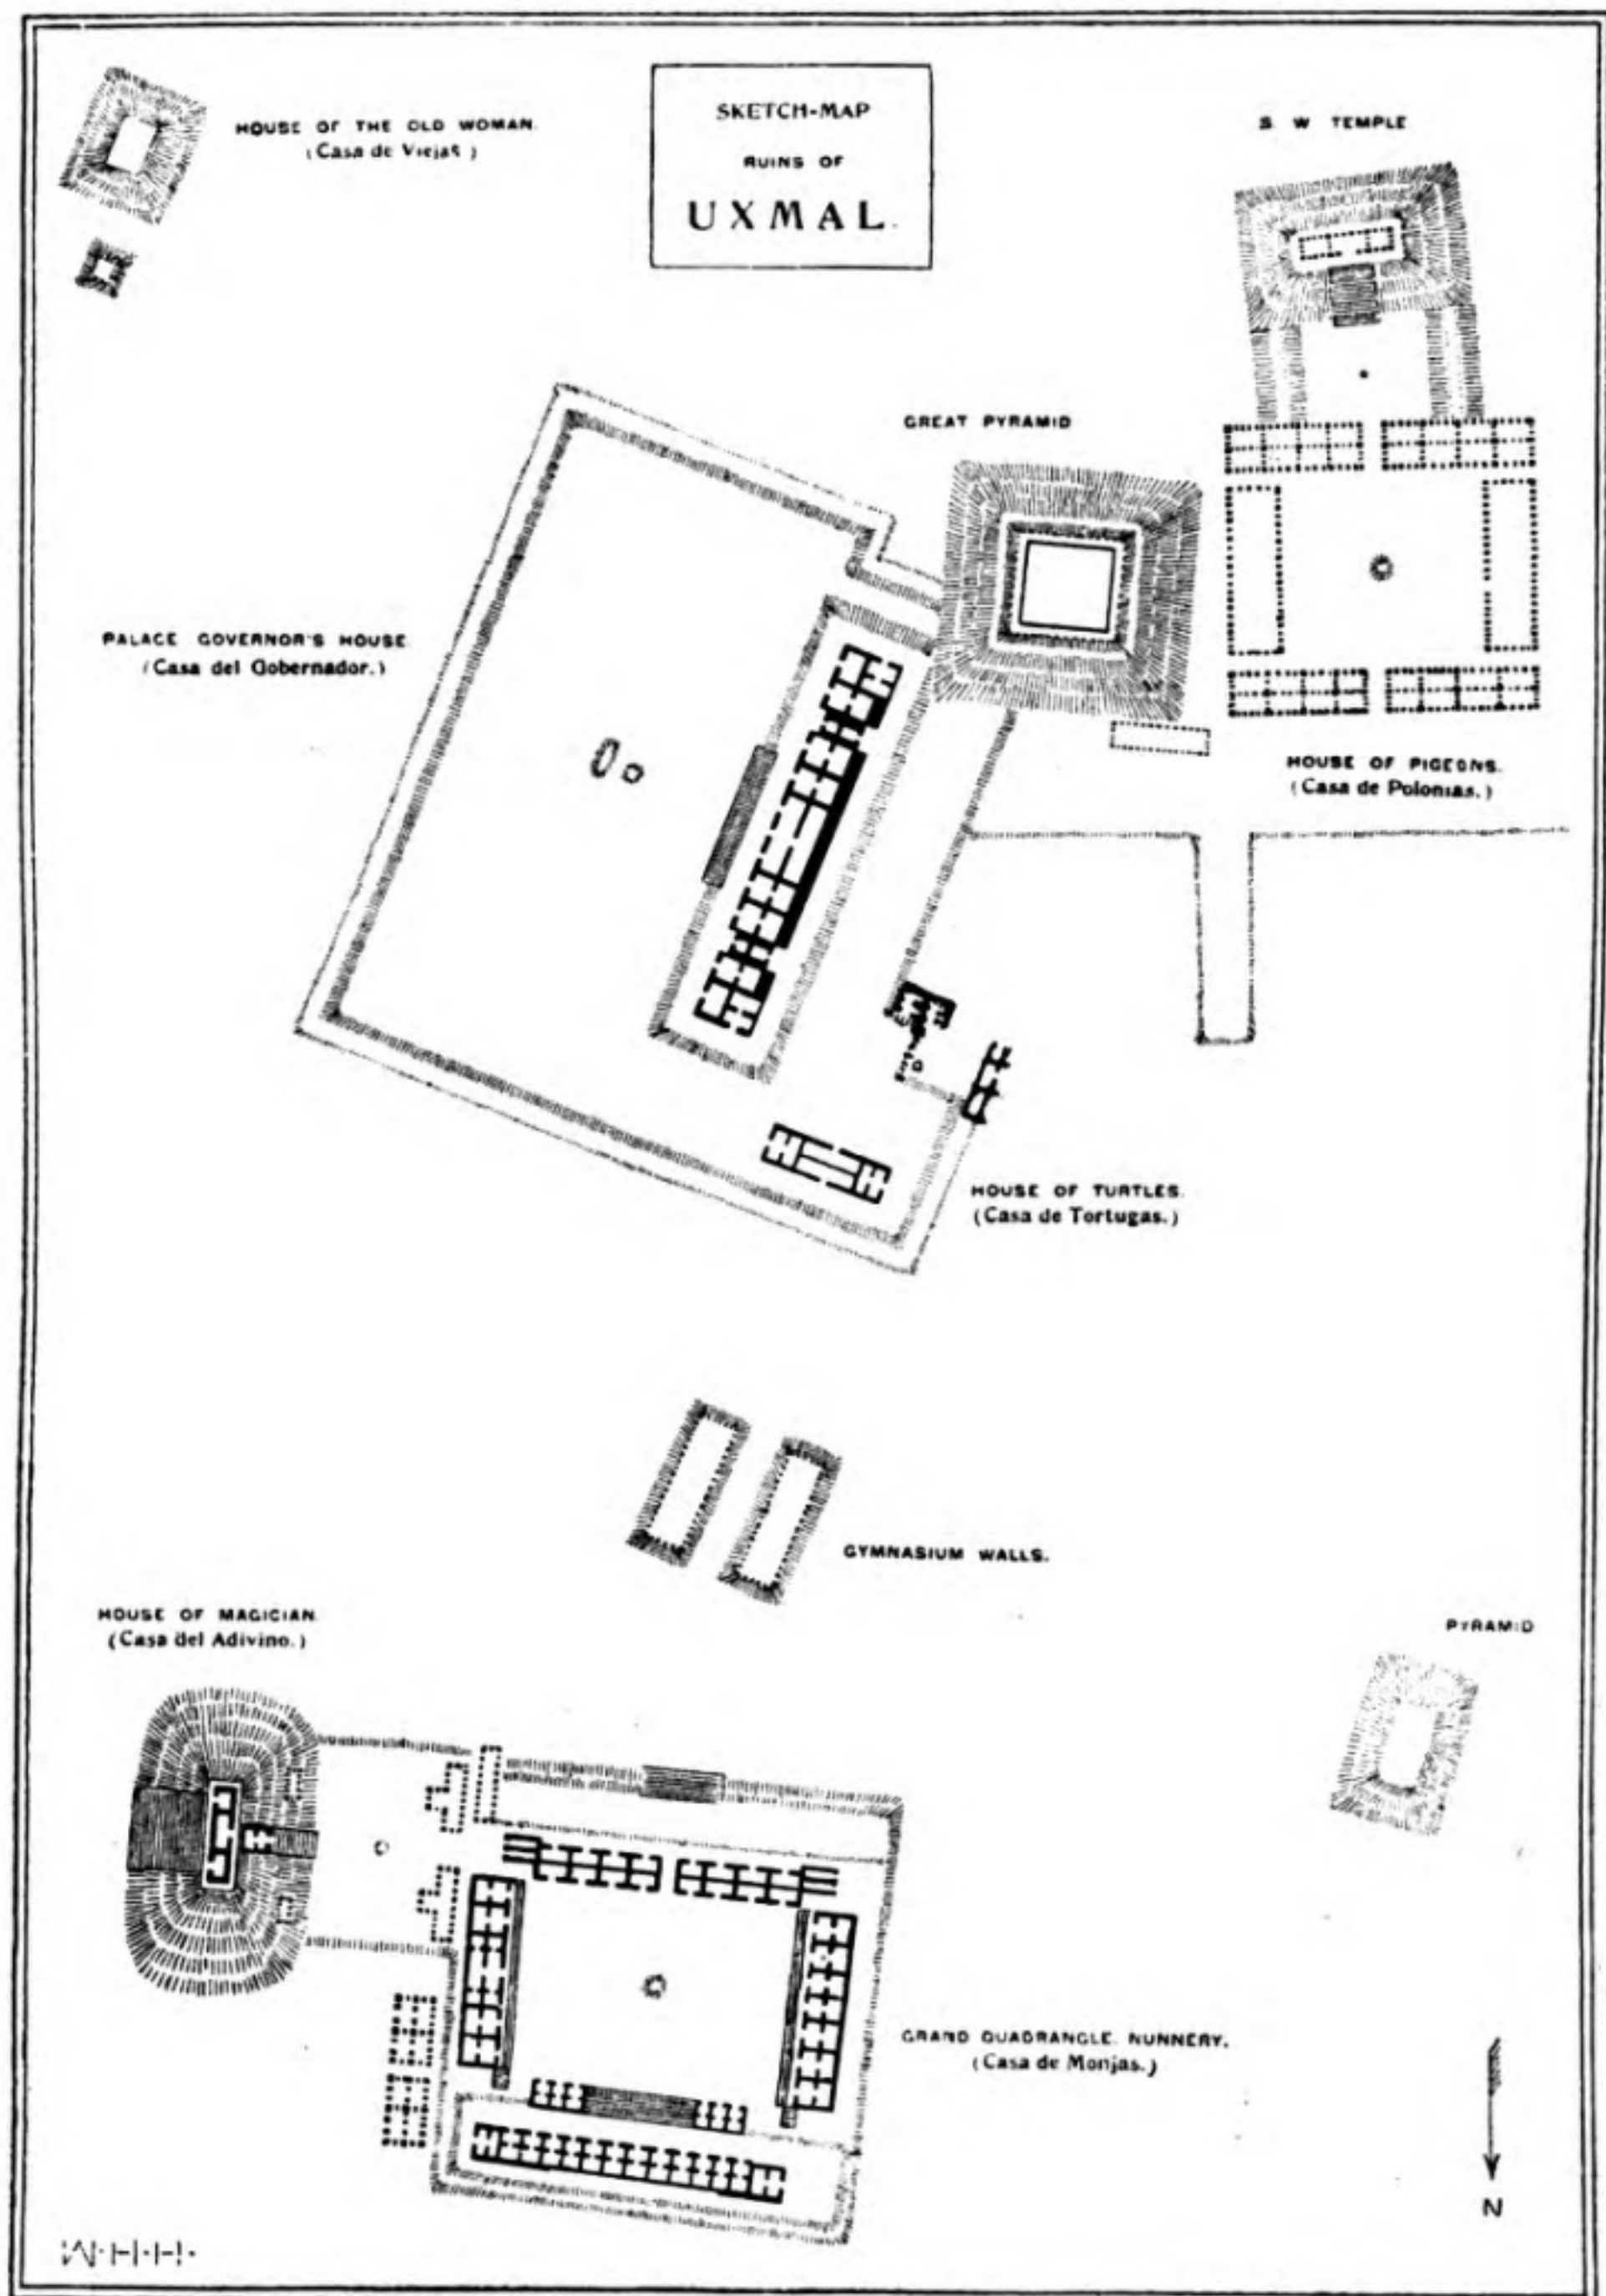 SKETCH-MAP
RUINS OF
UXMAL.
HOUSE OF THE OLD WOMAN.
(Casa de Viejas.)
S. W TEMPLE
GREAT PYRAMID
PALACE GOVERNOR'S HOUSE.
(Casa del Gobernador.)
HOUSE OF PIGEONS.
(Casa de Polomas.)
HOUSE OF TURTLES.
(Casa de Tortugas.)
GYMNASIUM WALLS.
HOUSE OF MAGICIAN.
(Casa del Adivino.)
PYRAMID
GRAND QUADRANGLE. NUNNERY.
(Casa de Monjas.)
N